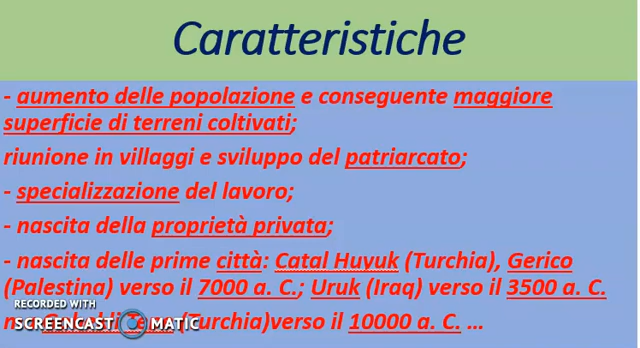 Caratteristiche
- aumento delle popolazione e conseguente maggiore
superficie di terreni coltivati;
riunione in villaggi e sviluppo del patriarcato;
- specializzazione del lavoro;
- nascita della proprietà privata;
- nascita delle prime città: Catal Huyuk (Turchia), Gerico
(Palestina) verso il 7000 a. C.; Uruk (Iraq) verso il 3500 a. C.
RECORDED WITH
SCREENCAST MATIC
(Turchia)verso il 10000 a. C. ...